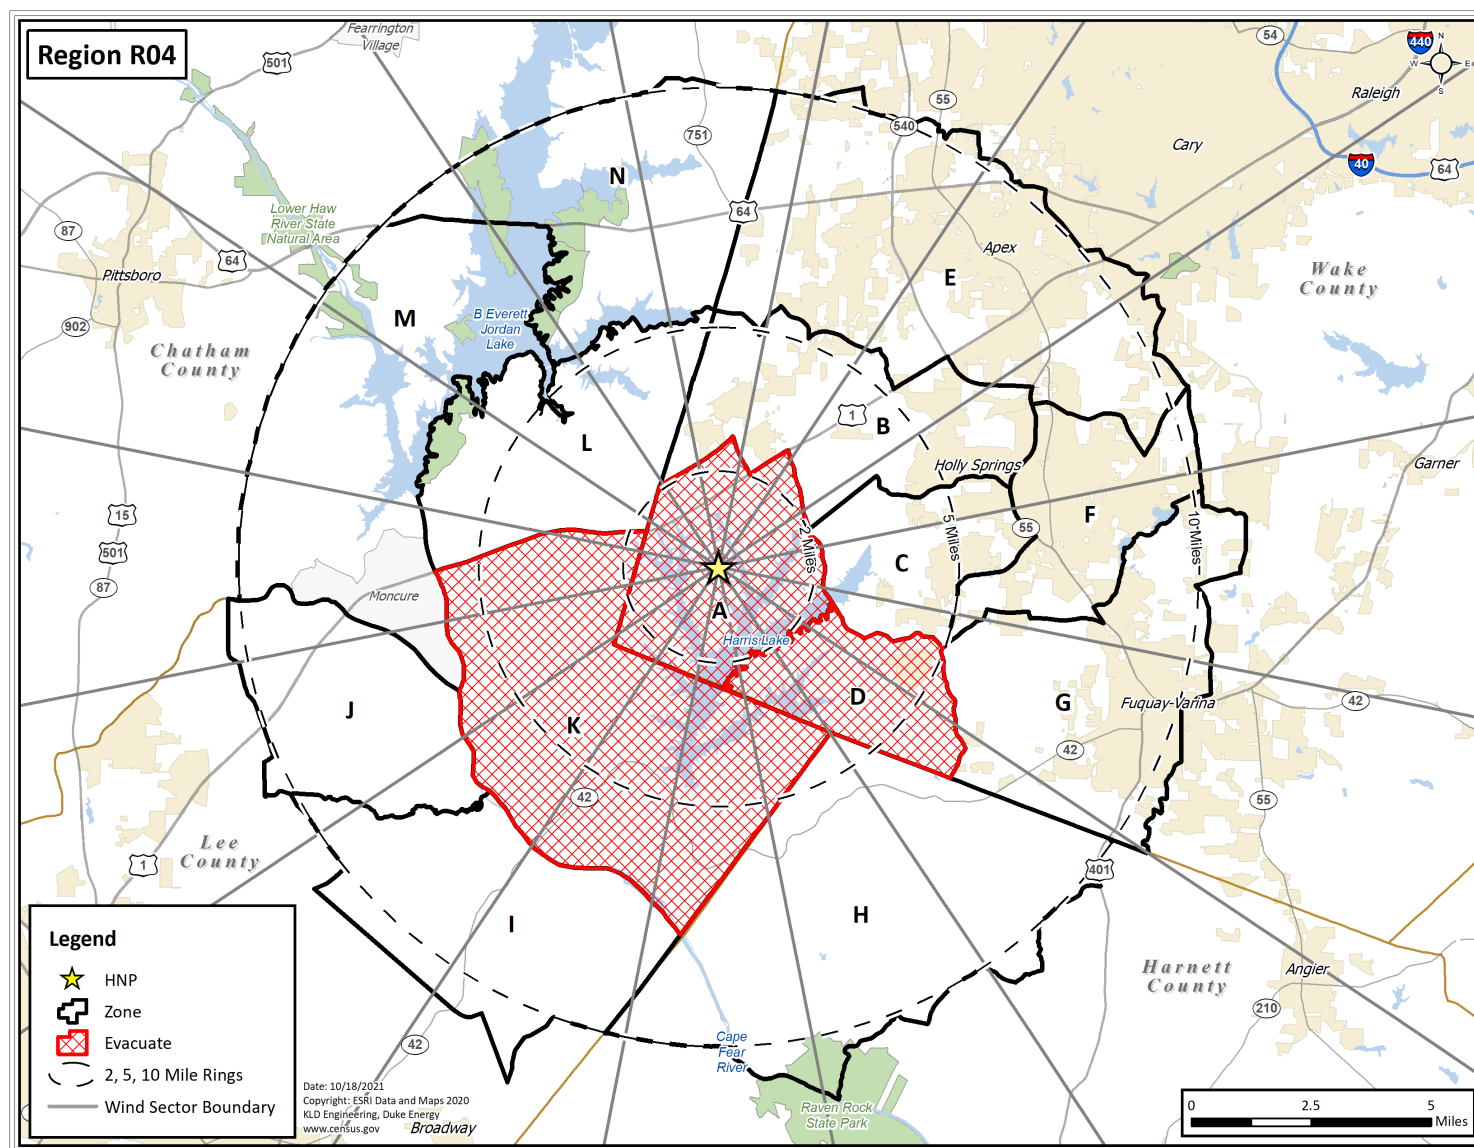 Region R04
Fearrington
Village
501
54
440
N
W
E
S
Raleigh
55
540
751
Cary
40
64
N
Lower Haw
River State
Natural Area
87
64
64
Apex
Pittsboro
E
Wake
County
M
B Everett
Jordan
Lake
902
Chatham
County
1
B
L
Holly Springs
Garner
15
501
87
55
F
2 Miles
5 Miles
10 Miles
C
Moncure
A
Harris Lake
J
K
D
G
Fuquay-Varina
42
42
42
55
Lee
County
1
401
I
H
Harnett
County
Angier
210
Cape
Fear
River
42
Raven Rock
State Park
Broadway
Legend
HNP
Zone
Evacuate
2, 5, 10 Mile Rings
Wind Sector Boundary
Date: 10/18/2021
Copyright: ESRI Data and Maps 2020
KLD Engineering, Duke Energy
www.census.gov
0 2.5 5
Miles